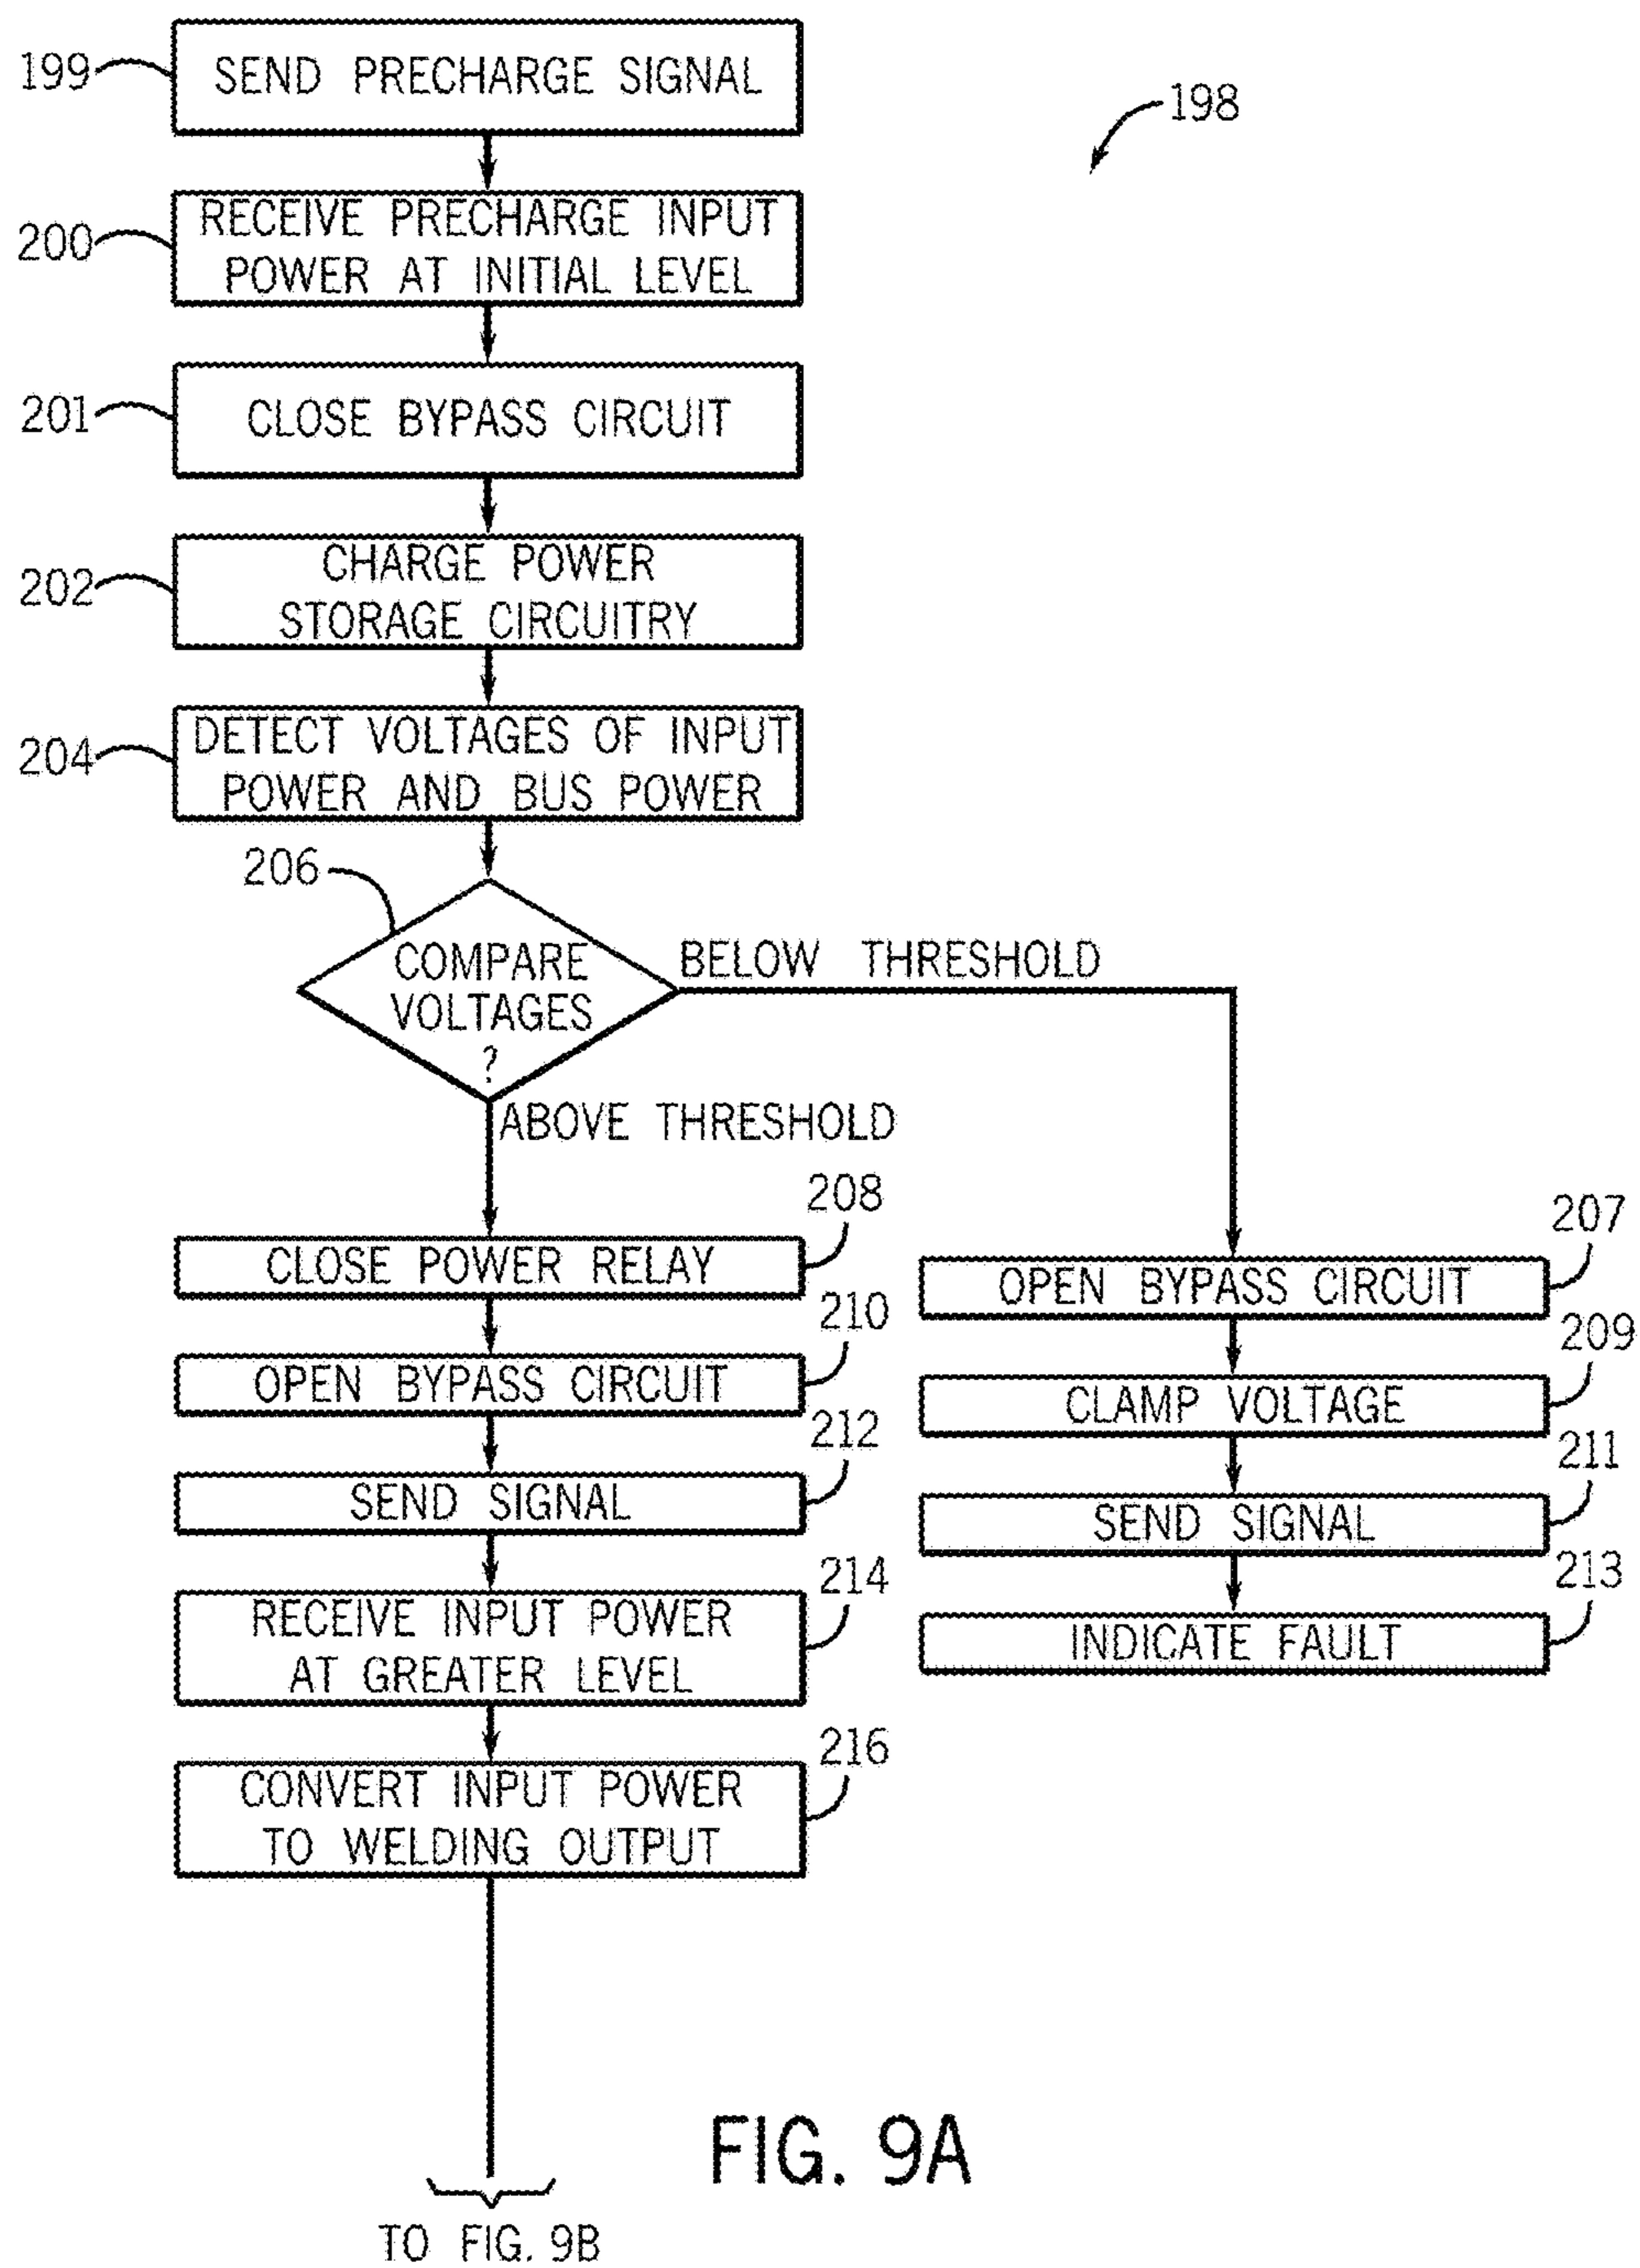 199
SEND PRECHARGE SIGNAL
198
200
RECEIVE PRECHARGE INPUT
POWER AT INITIAL LEVEL
201
CLOSE BYPASS CIRCUIT
202
CHARGE POWER
STORAGE CIRCUITRY
204
DETECT VOLTAGES OF INPUT
POWER AND BUS POWER
206
COMPARE
VOLTAGES
?
BELOW THRESHOLD
ABOVE THRESHOLD
208
CLOSE POWER RELAY
210
OPEN BYPASS CIRCUIT
212
SEND SIGNAL
214
RECEIVE INPUT POWER
AT GREATER LEVEL
216
CONVERT INPUT POWER
TO WELDING OUTPUT
207
OPEN BYPASS CIRCUIT
209
CLAMP VOLTAGE
211
SEND SIGNAL
213
INDICATE FAULT
FIG. 9A
TO FIG. 9B